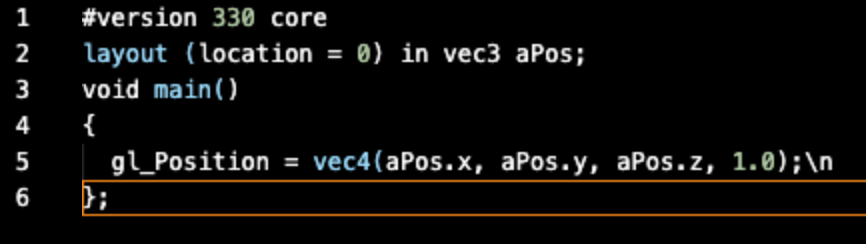 1 #version 330 core
2 layout (location = 0) in vec3 aPos;
3 void main()
4 {
5 gl_Position = vec4(aPos.x, aPos.y, aPos.z, 1.0);\n
6 };